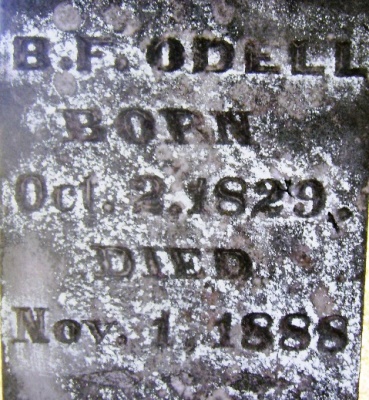 B.F. ODELL
BORN
Oct. 2, 1829.
DIED
Nov. 1, 1888